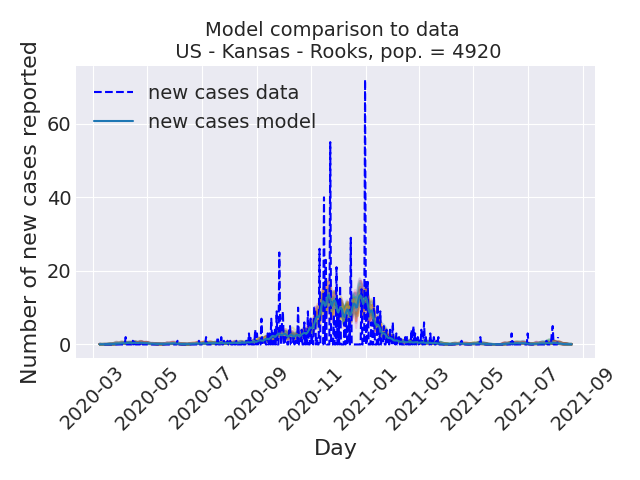 Model comparison to data
US - Kansas - Rooks, pop. = 4920
Number of new cases reported
new cases data
new cases model
60
40
20
0
2020-03
2020-05
2020-07
2020-09
2020-11
2021-01
2021-03
2021-05
2021-07
2021-09
Day